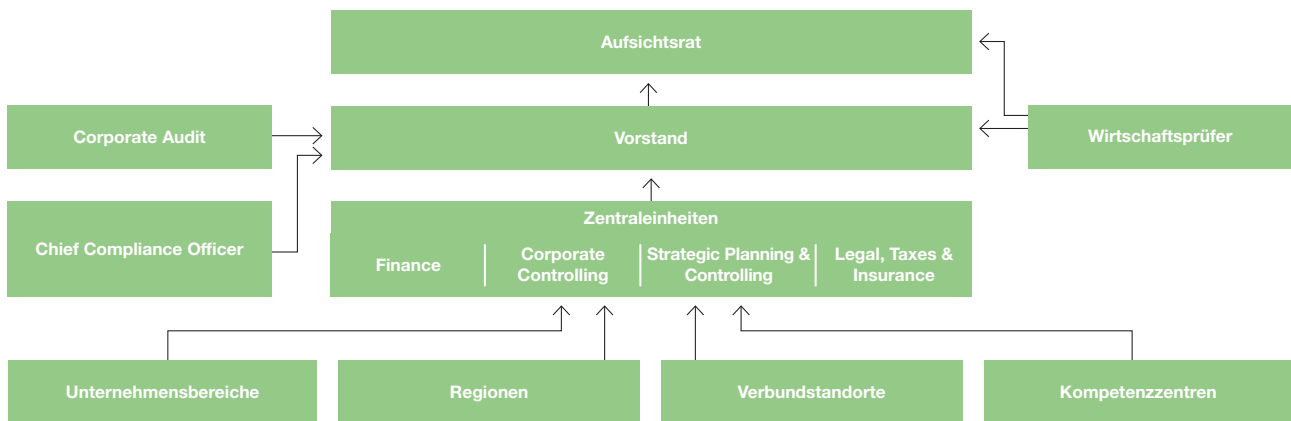 Aufsichtsrat
Corporate Audit
Vorstand
Wirtschaftsprüfer
Chief Compliance Officer
Zentraleinheiten
Finance
Corporate
Controlling
Strategic Planning &
Controlling
Legal, Taxes &
Insurance
Unternehmensbereiche
Regionen
Verbundstandorte
Kompetenzzentren